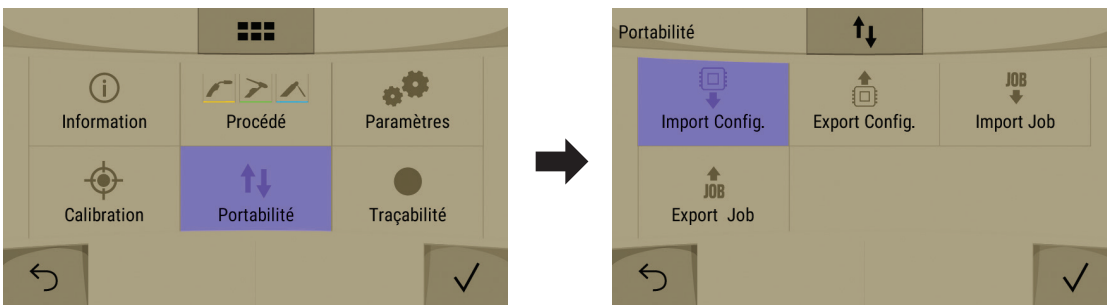 Information
Procédé
Paramètres
Calibration
Portabilité
Traçabilité
Portabilité
JOB
Import Config.
Export Config.
Import Job
JOB
Export Job